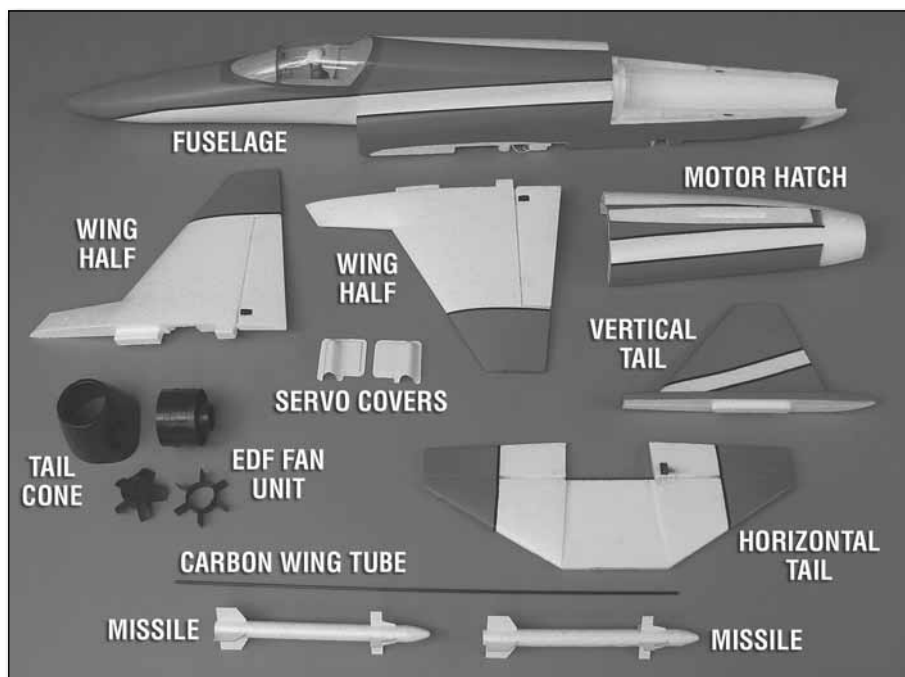 FUSELAGE
MOTOR HATCH
WING
HALF
WING
HALF
VERTICAL
TAIL
SERVO COVERS
TAIL
CONE
EDF FAN
UNIT
HORIZONTAL
TAIL
CARBON WING TUBE
MISSILE
MISSILE